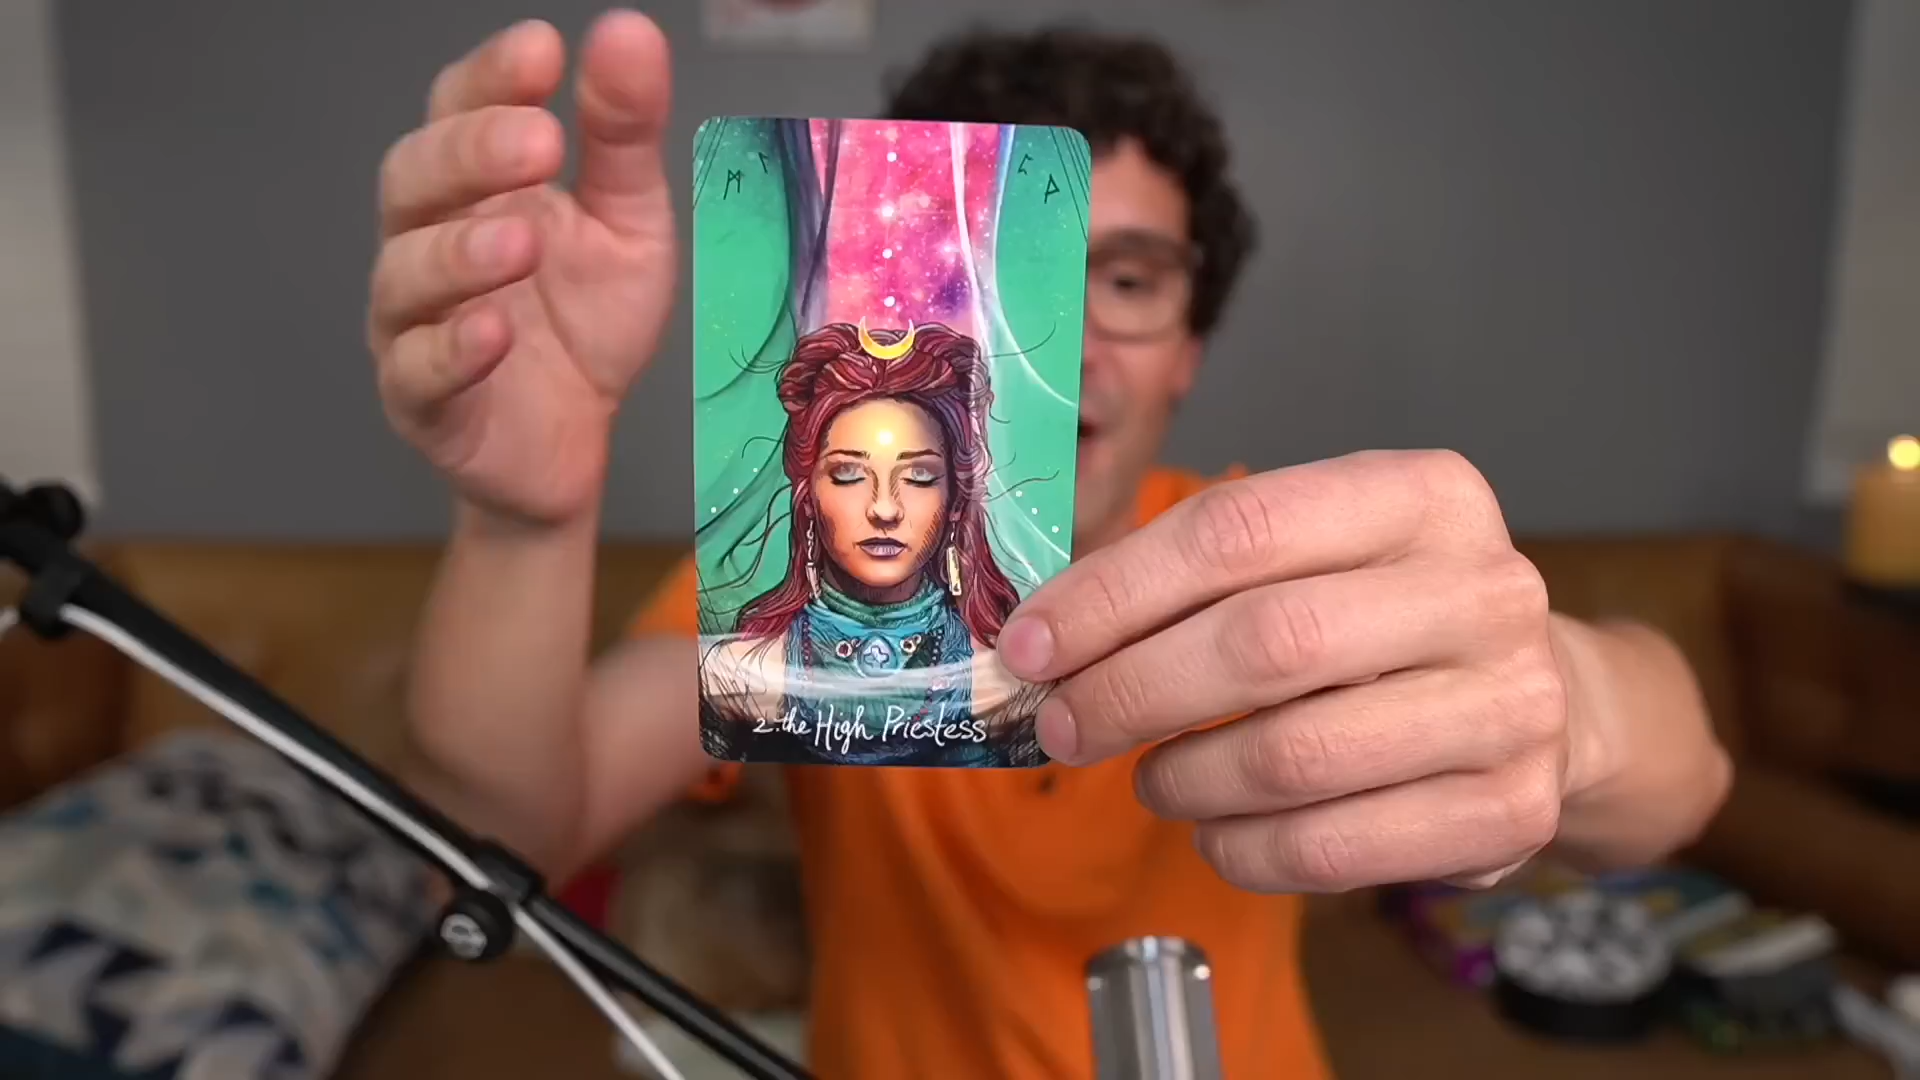 ᛗ ᛚ
ᛈ ᚹ
2. the High Priestess